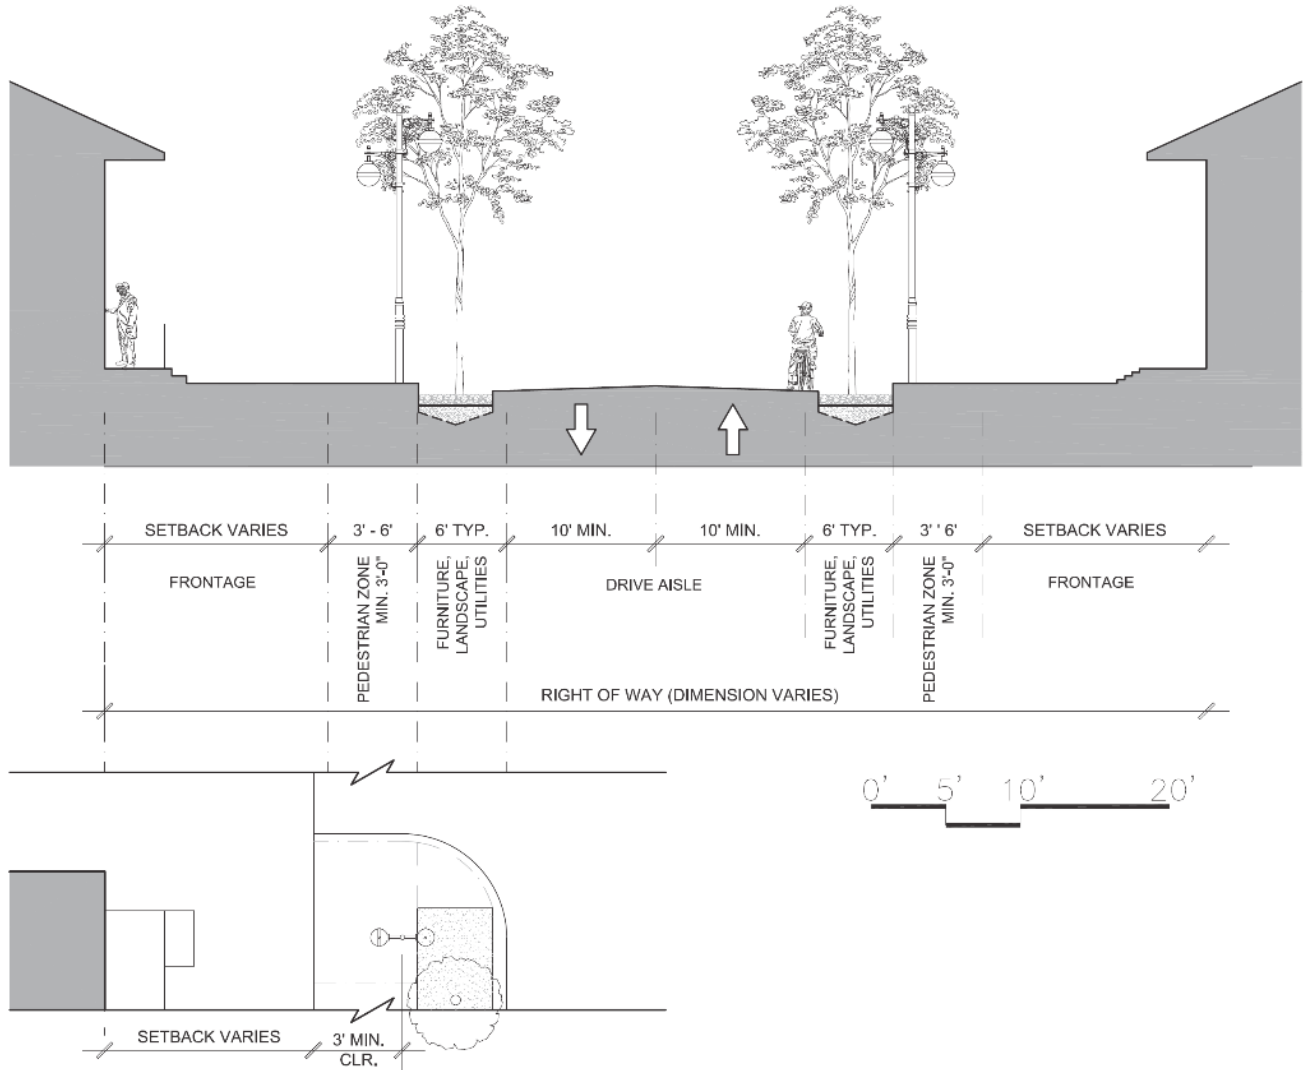 SETBACK VARIES 3' - 6' 6' TYP. 10' MIN. 10' MIN. 6' TYP. 3' ' 6' SETBACK VARIES
FRONTAGE
PEDESTRIAN ZONE
MIN. 3'-0"
FURNITURE,
LANDSCAPE,
UTILITIES
DRIVE AISLE
FURNITURE,
LANDSCAPE,
UTILITIES
PEDESTRIAN ZONE
MIN. 3'-0"
FRONTAGE
RIGHT OF WAY (DIMENSION VARIES)
0' 5' 10' 20'
SETBACK VARIES 3' MIN.
CLR.